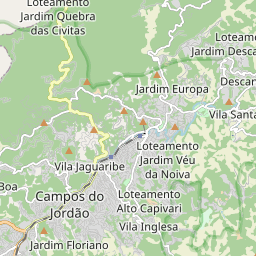 Loteamento
Jardim Quebra
das Civitas
Loteamento
Jardim Desca
Jardim Europa
Descan
Vila Santa
Loteamento
Jardim Véu
da Noiva
Vila Jaguaribe
Boa
Campos do
Jordão
Loteamento
Alto Capivari
Vila Inglesa
Jardim Floriano